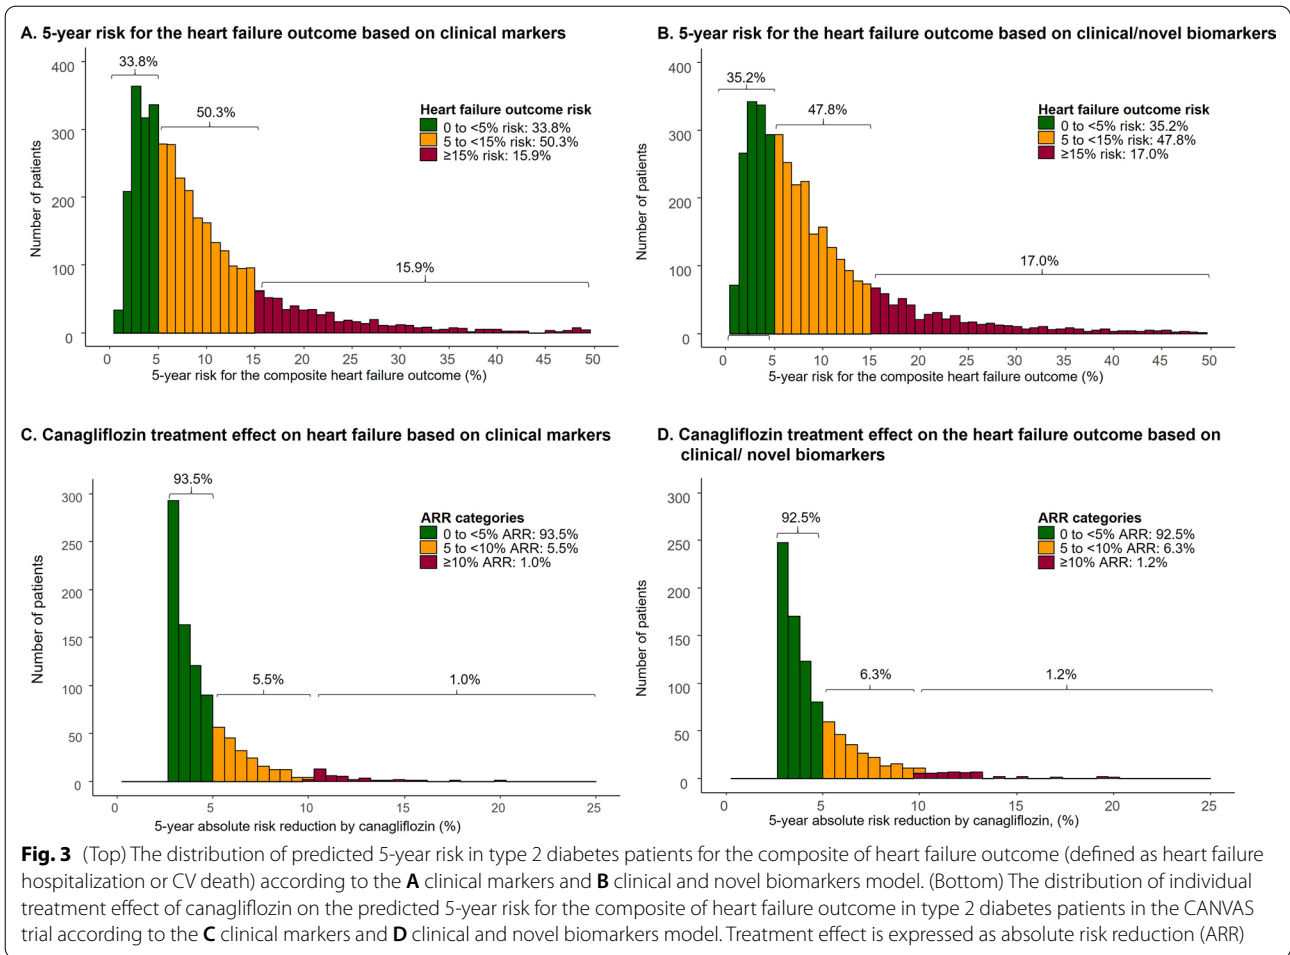 A. 5-year risk for the heart failure outcome based on clinical markers
400
300
200
100
0
Number of patients
33.8%
50.3%
15.9%
Heart failure outcome risk
0 to <5% risk: 33.8%
5 to <15% risk: 50.3%
≥15% risk: 15.9%
0 5 10 15 20 25 30 35 40 45 50
5-year risk for the composite heart failure outcome (%)
B. 5-year risk for the heart failure outcome based on clinical/novel biomarkers
400
300
200
100
0
Number of patients
35.2%
47.8%
17.0%
Heart failure outcome risk
0 to <5% risk: 35.2%
5 to <15% risk: 47.8%
≥15% risk: 17.0%
0 5 10 15 20 25 30 35 40 45 50
5-year risk for the composite heart failure outcome (%)
C. Canagliflozin treatment effect on heart failure based on clinical markers
300
250
200
150
100
50
0
Number of patients
93.5%
5.5%
1.0%
ARR categories
0 to <5% ARR: 93.5%
5 to <10% ARR: 5.5%
≥10% ARR: 1.0%
0 5 10 15 20 25
5-year absolute risk reduction by canagliflozin (%)
D. Canagliflozin treatment effect on the heart failure outcome based on
clinical/ novel biomarkers
300
250
200
150
100
50
0
Number of patients
92.5%
6.3%
1.2%
ARR categories
0 to <5% ARR: 92.5%
5 to <10% ARR: 6.3%
≥10% ARR: 1.2%
0 5 10 15 20 25
5-year absolute risk reduction by canagliflozin, (%)
Fig. 3 (Top) The distribution of predicted 5-year risk in type 2 diabetes patients for the composite of heart failure outcome (defined as heart failure
hospitalization or CV death) according to the A clinical markers and B clinical and novel biomarkers model. (Bottom) The distribution of individual
treatment effect of canagliflozin on the predicted 5-year risk for the composite of heart failure outcome in type 2 diabetes patients in the CANVAS
trial according to the C clinical markers and D clinical and novel biomarkers model. Treatment effect is expressed as absolute risk reduction (ARR)